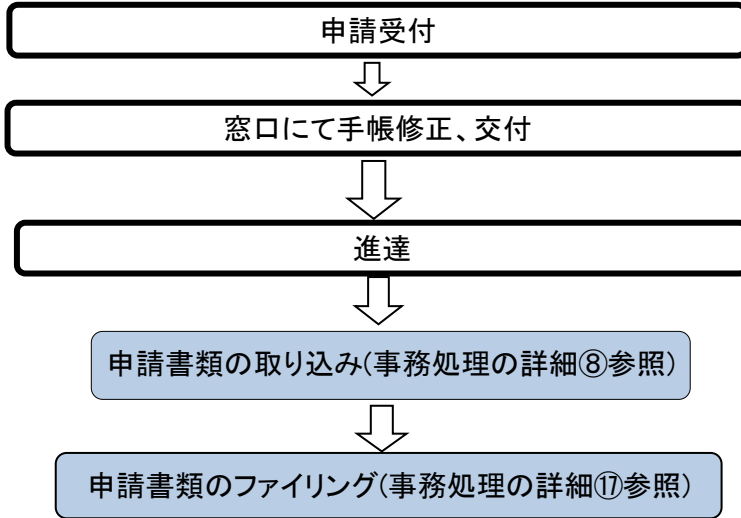 申請受付
窓口にて手帳修正、交付
進達
申請書類の取り込み(事務処理の詳細⑧参照)
申請書類のファイリング(事務処理の詳細⑰参照)